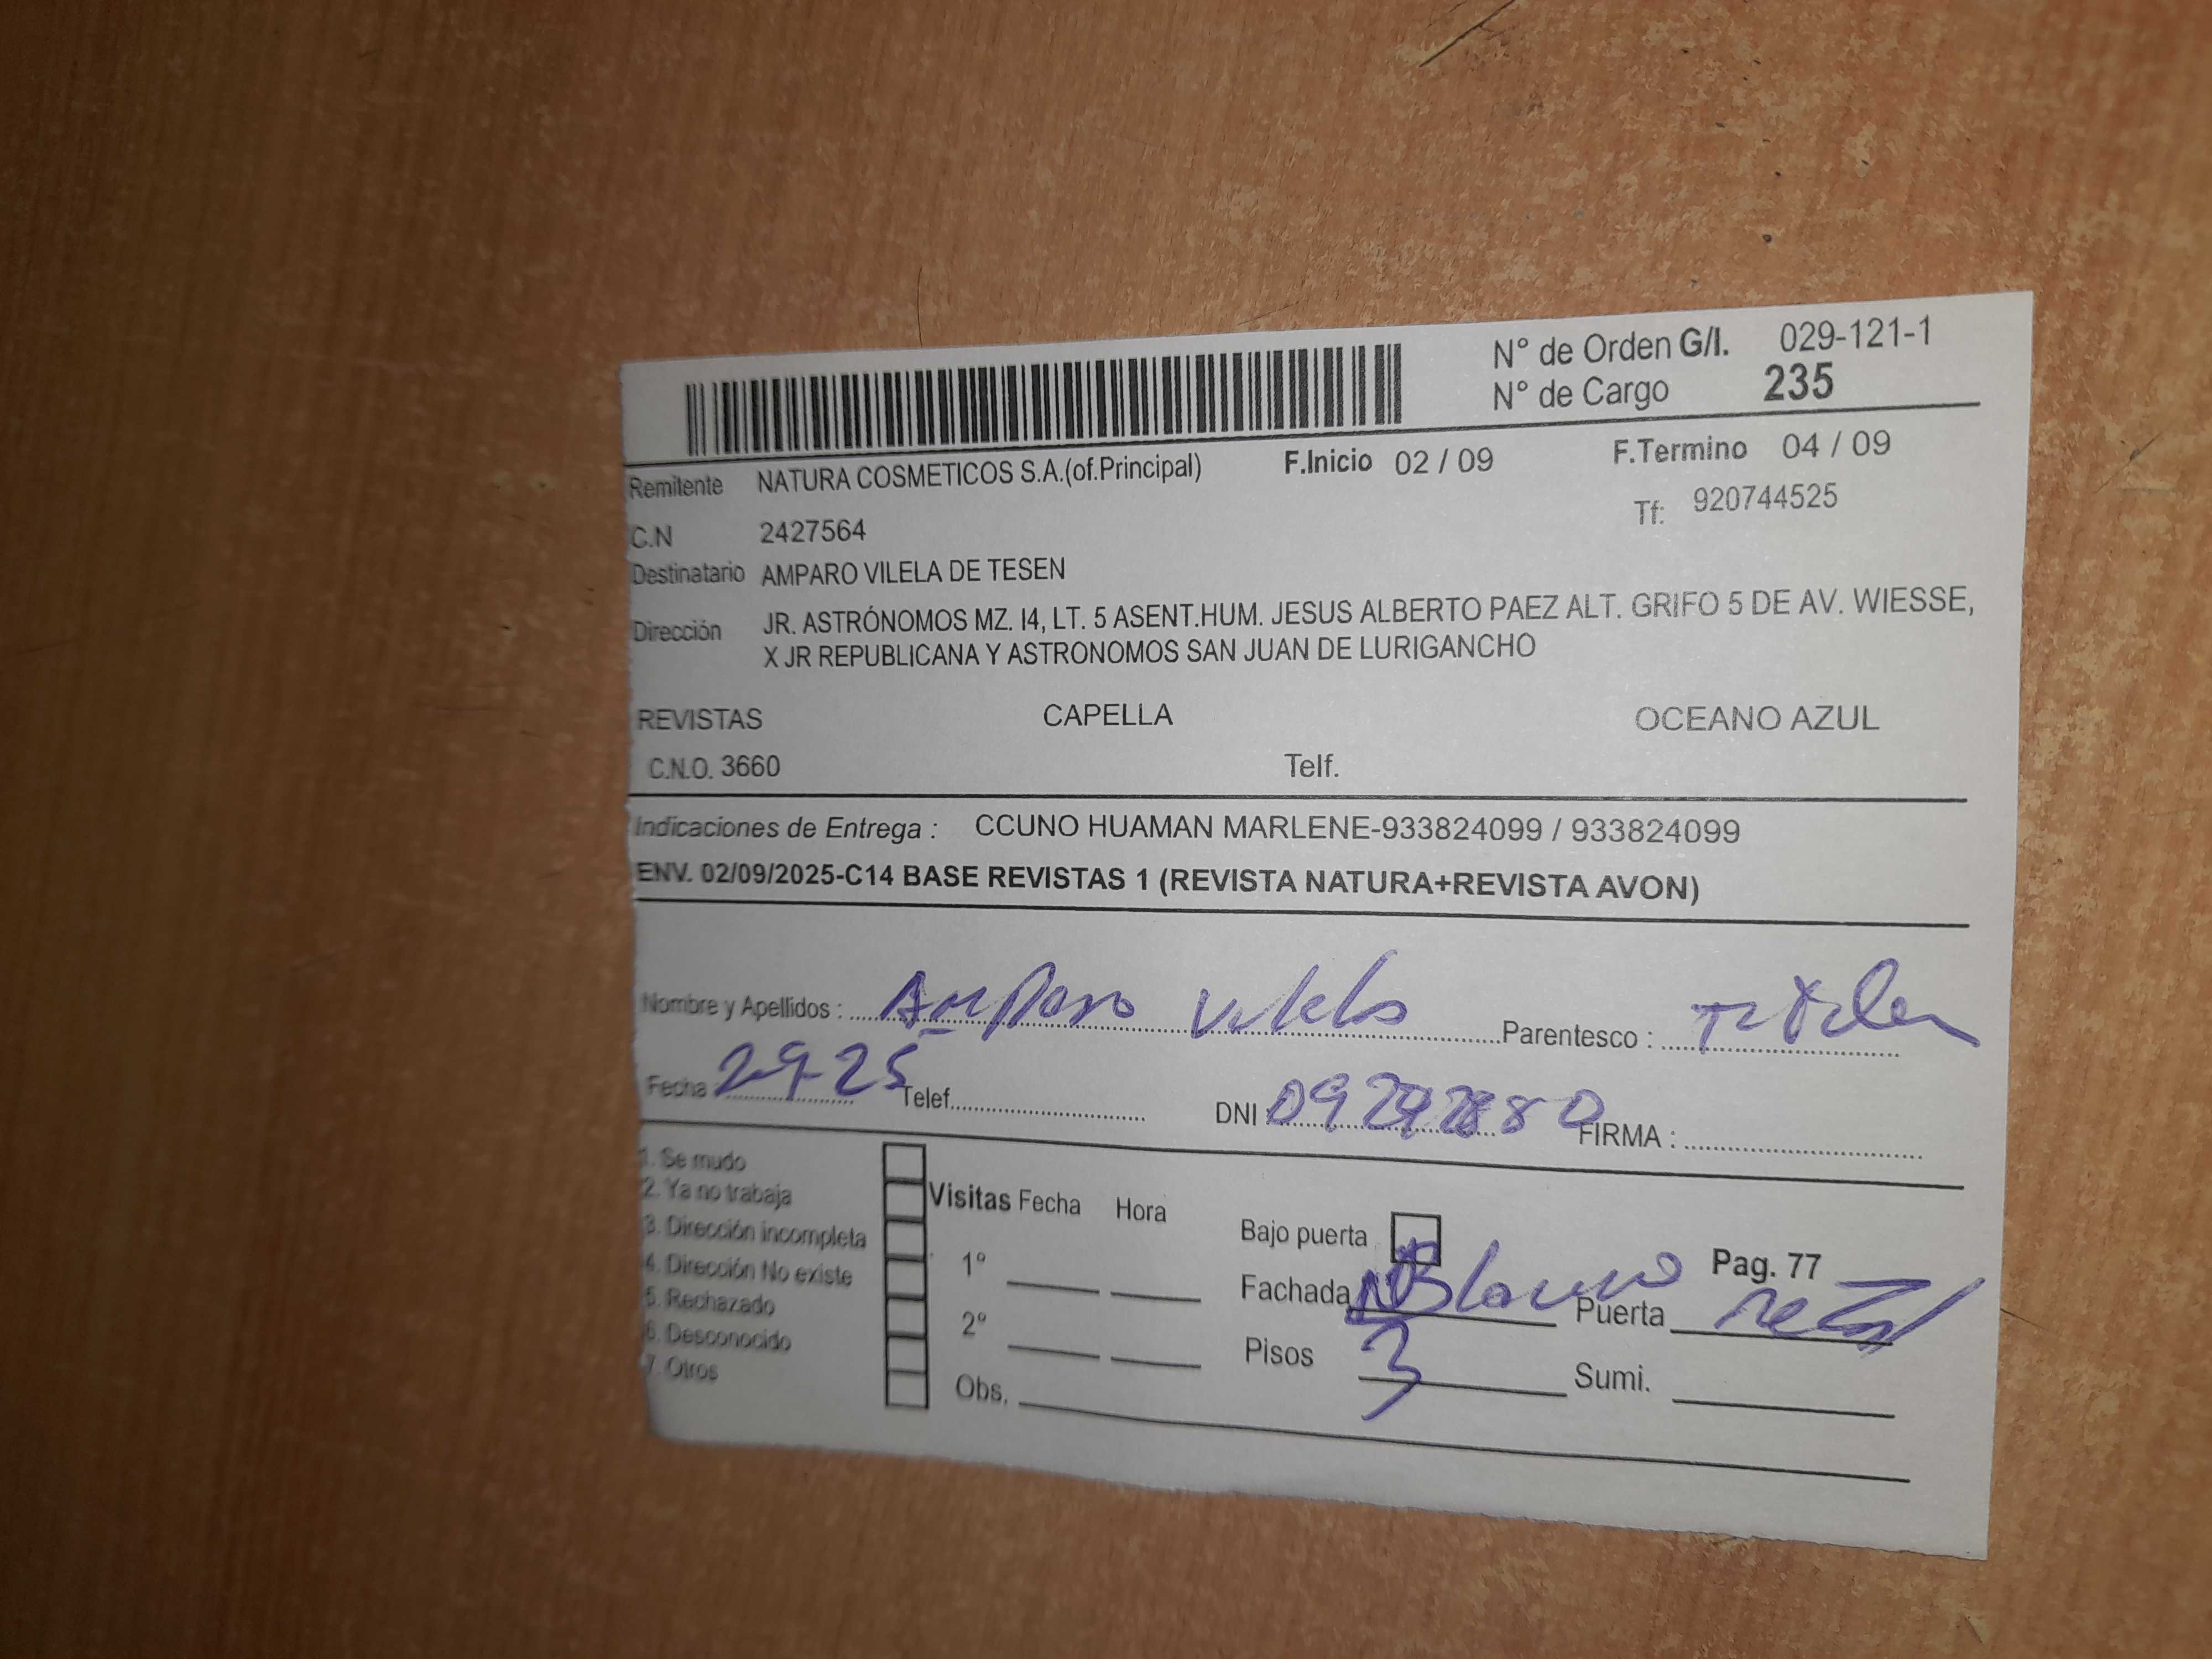 N° de Orden G/I. 029-121-1
N° de Cargo 235
Remitente NATURA COSMETICOS S.A.(of.Principal) F.Inicio 02 / 09 F.Termino 04 / 09
C.N 2427564 Tf: 920744525
Destinatario AMPARO VILELA DE TESEN
Dirección JR. ASTRÓNOMOS MZ. I4, LT. 5 ASENT.HUM. JESUS ALBERTO PAEZ ALT. GRIFO 5 DE AV. WIESSE,
X JR REPUBLICANA Y ASTRONOMOS SAN JUAN DE LURIGANCHO
REVISTAS CAPELLA OCEANO AZUL
C.N.O. 3660 Telf.
Indicaciones de Entrega : CCUNO HUAMAN MARLENE-933824099 / 933824099
ENV. 02/09/2025-C14 BASE REVISTAS 1 (REVISTA NATURA+REVISTA AVON)
Nombre y Apellidos : Amparo Vilela Parentesco : Titular
Fecha 2-9-25 Telef. DNI FIRMA :
1. Se mudo
2. Ya no trabaja
3. Dirección incompleta
4. Dirección No existe
5. Rechazado
6. Desconocido
7. Otros
Visitas Fecha Hora
1°
2°
Obs.
Bajo puerta
Pag. 77
Fachada Blanco Puerta metal
Pisos 3 Sumi.